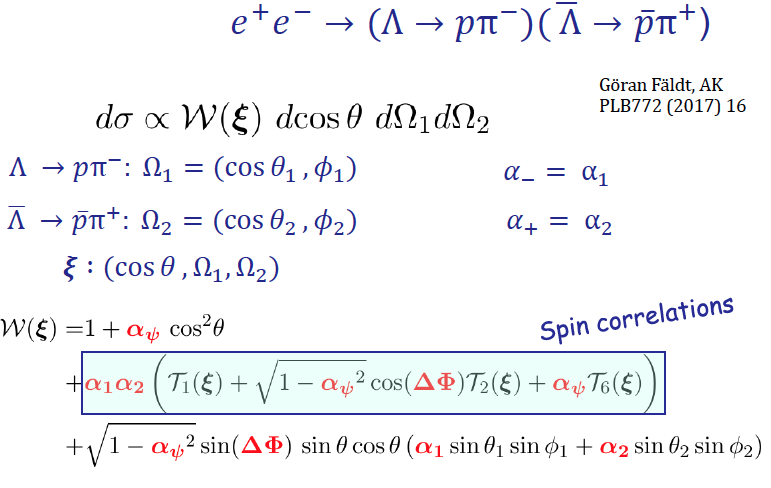 e⁺e⁻ → (Λ → pπ⁻)(Λ̅ → p̄π⁺)
Göran Fäldt, AK
PLB772 (2017) 16
dσ ∝ 𝒲(ξ) dcos θ dΩ₁dΩ₂
Λ → pπ⁻: Ω₁ = (cos θ₁, ϕ₁)
α₋ = α₁
Λ̅ → p̄π⁺: Ω₂ = (cos θ₂, ϕ₂)
α₊ = α₂
ξ : (cos θ, Ω₁, Ω₂)
Spin correlations
𝒲(ξ) =1 + α_ψ cos²θ
+α₁α₂ (𝒯₁(ξ) + √(1 − α_ψ²) cos(ΔΦ)𝒯₂(ξ) + α_ψ𝒯₆(ξ))
+√(1 − α_ψ²) sin(ΔΦ) sin θ cos θ (α₁ sin θ₁ sin ϕ₁ + α₂ sin θ₂ sin ϕ₂)